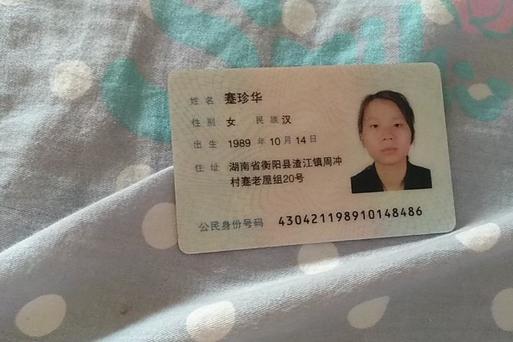 姓名 蹇珍华
性别 女 民族 汉
出生 1989 年 10 月 14 日
住址 湖南省衡阳县渣江镇周冲
村蹇老屋组20号
公民身份号码 430421198910148486